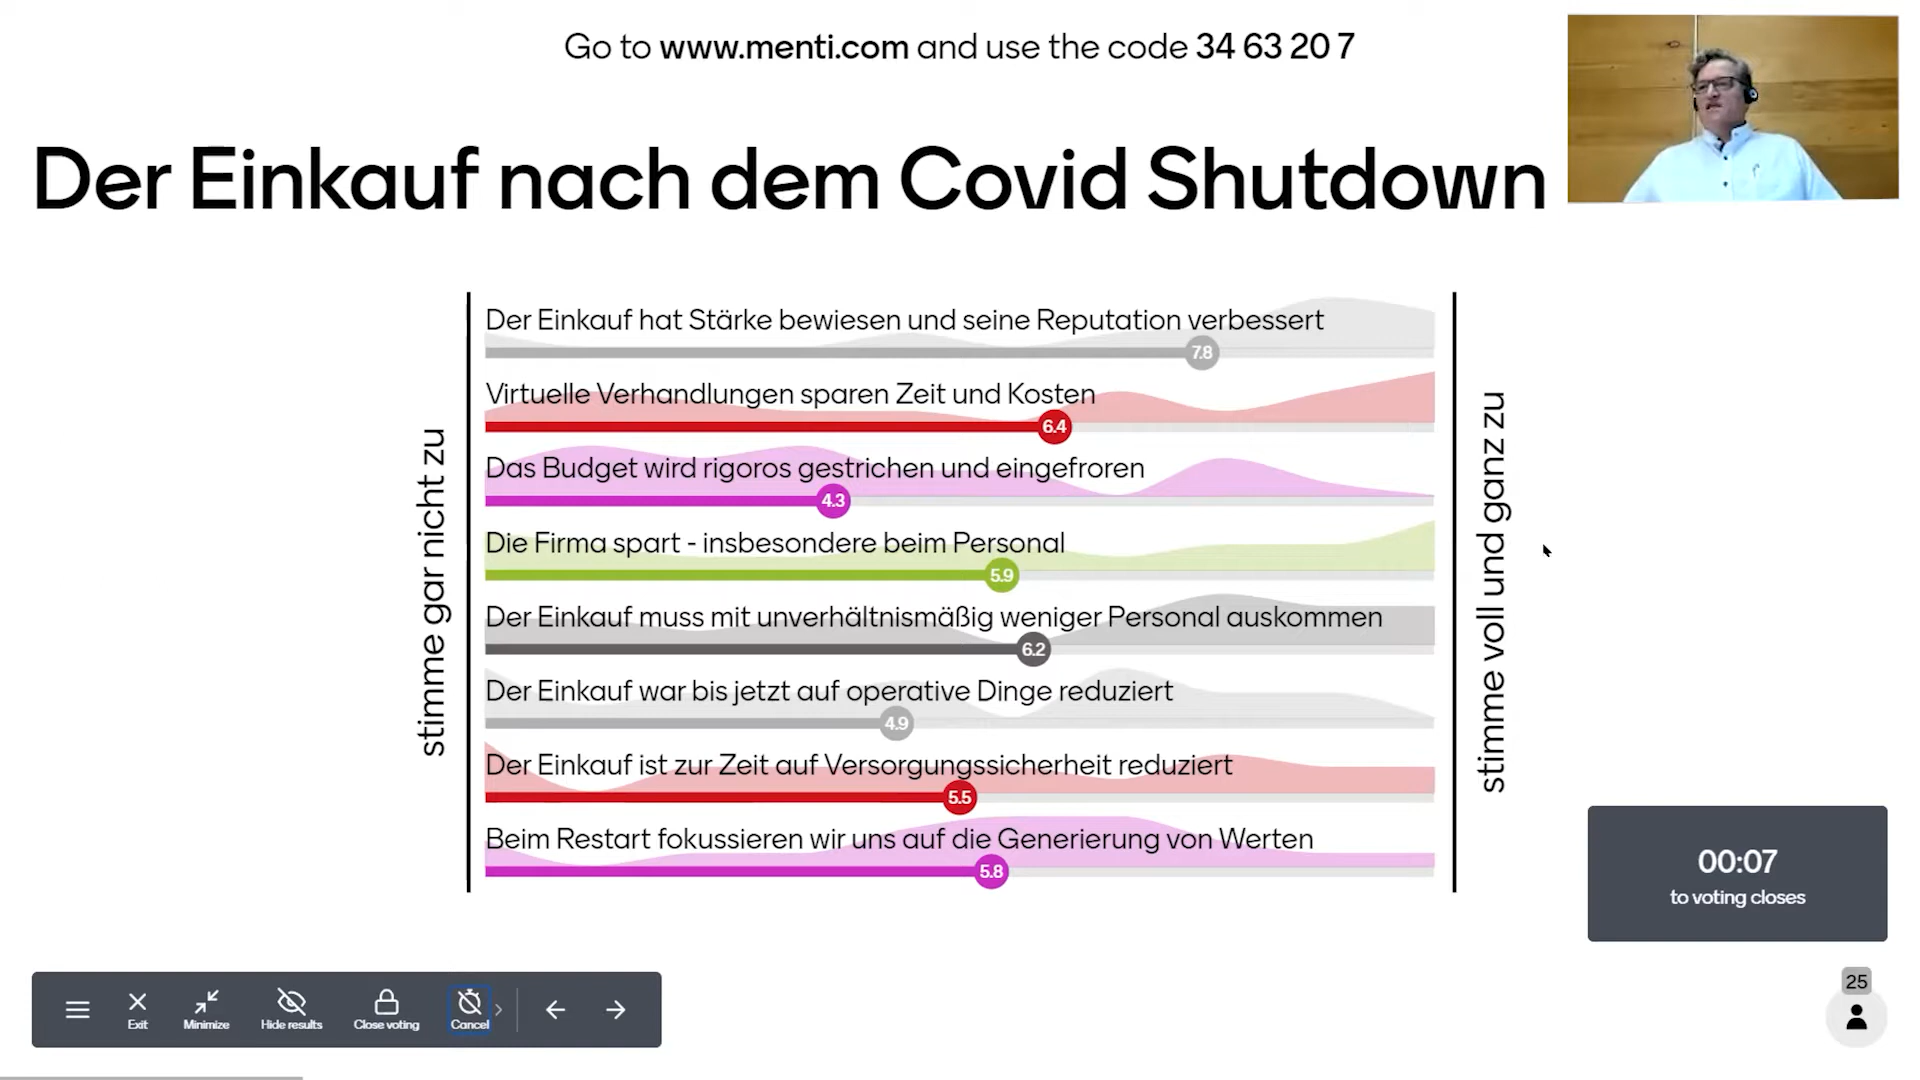 Go to www.menti.com and use the code 34 63 20 7
Der Einkauf nach dem Covid Shutdown
stimme gar nicht zu
Der Einkauf hat Stärke bewiesen und seine Reputation verbessert
7.8
Virtuelle Verhandlungen sparen Zeit und Kosten
6.4
Das Budget wird rigoros gestrichen und eingefroren
4.3
Die Firma spart - insbesondere beim Personal
5.9
Der Einkauf muss mit unverhältnismäßig weniger Personal auskommen
6.2
Der Einkauf war bis jetzt auf operative Dinge reduziert
4.9
Der Einkauf ist zur Zeit auf Versorgungssicherheit reduziert
5.5
Beim Restart fokussieren wir uns auf die Generierung von Werten
5.8
stimme voll und ganz zu
00:07
to voting closes
Exit
Minimize
Hide results
Close voting
Cancel
25